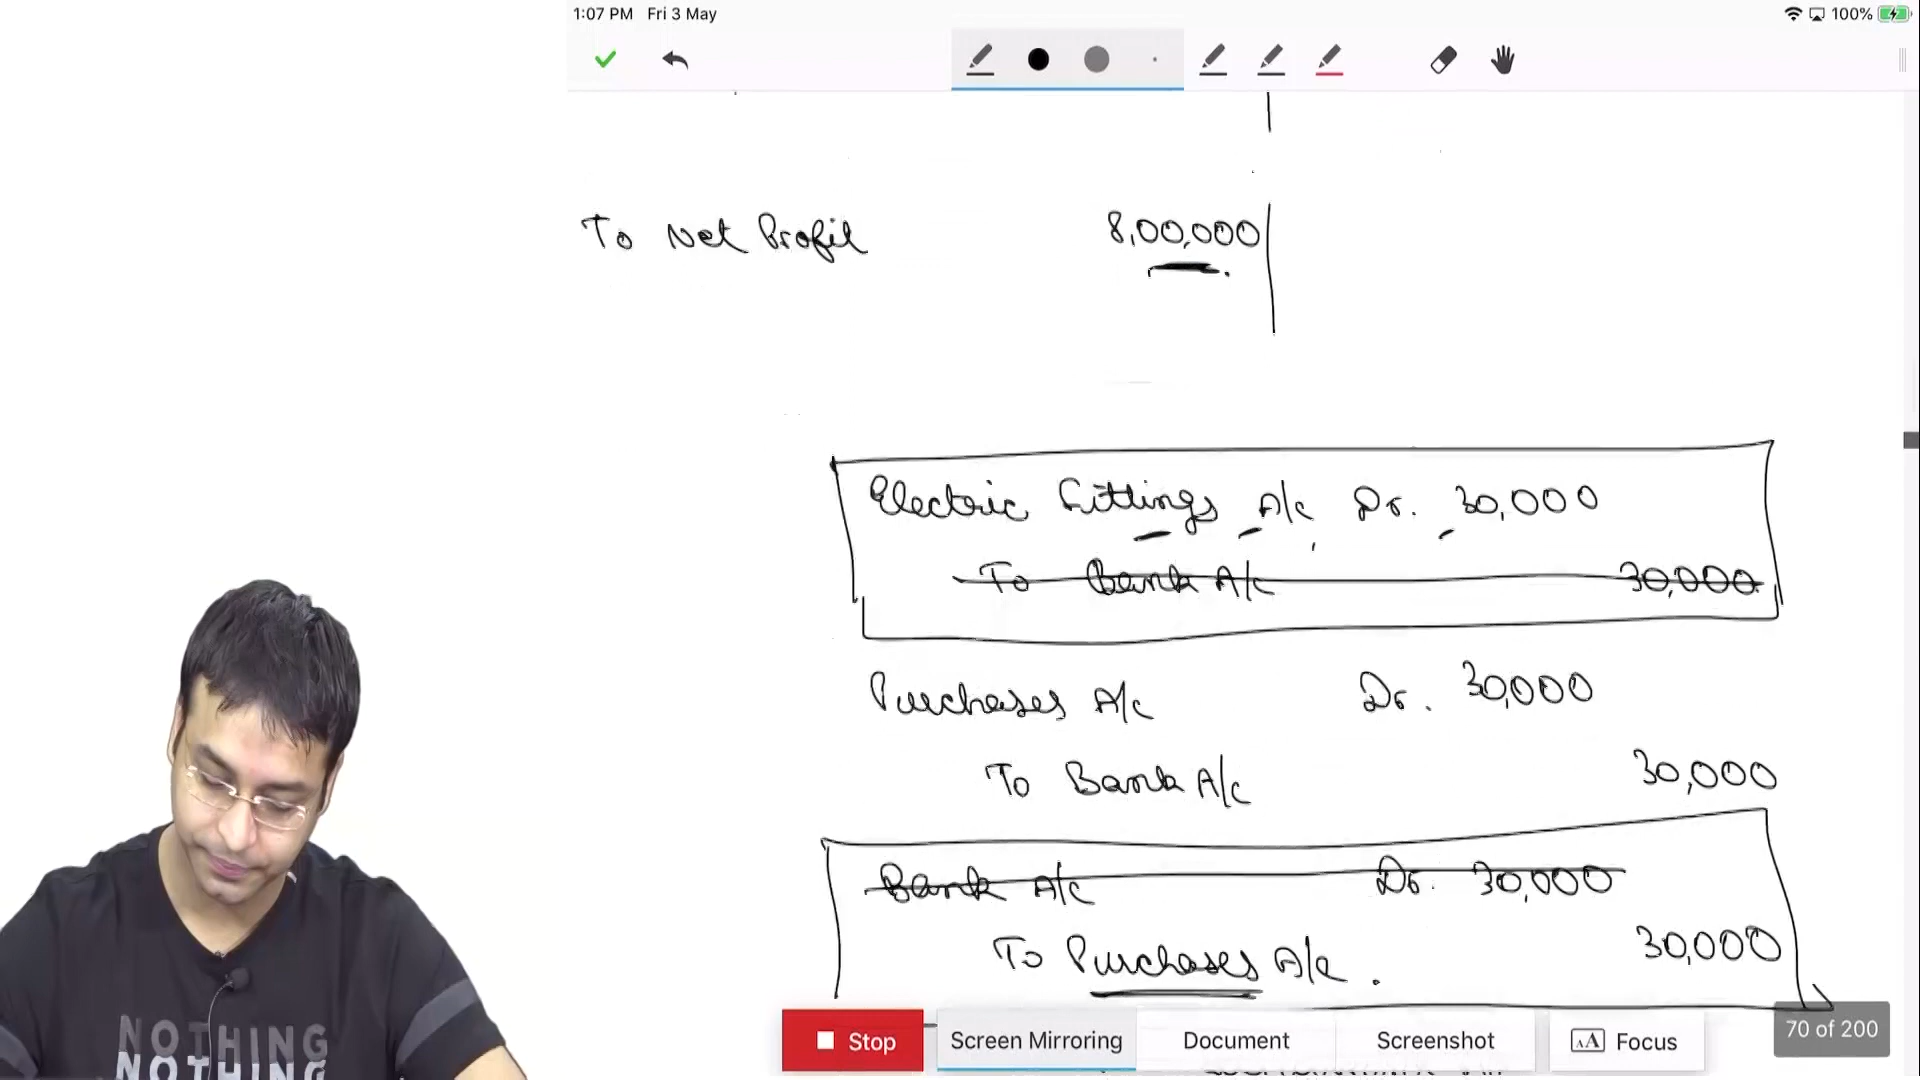 1:07 PM Fri 3 May 100%
To Net Profit 8,00,000
Electric Fittings A/c Dr. 30,000
To Bank A/c 30,000
Purchases A/c Dr. 30,000
To Bank A/c 30,000
Bank A/c Dr. 30,000
To Purchases A/c. 30,000
Stop Screen Mirroring Document Screenshot AA Focus 70 of 200
NOTHING
NOTHING